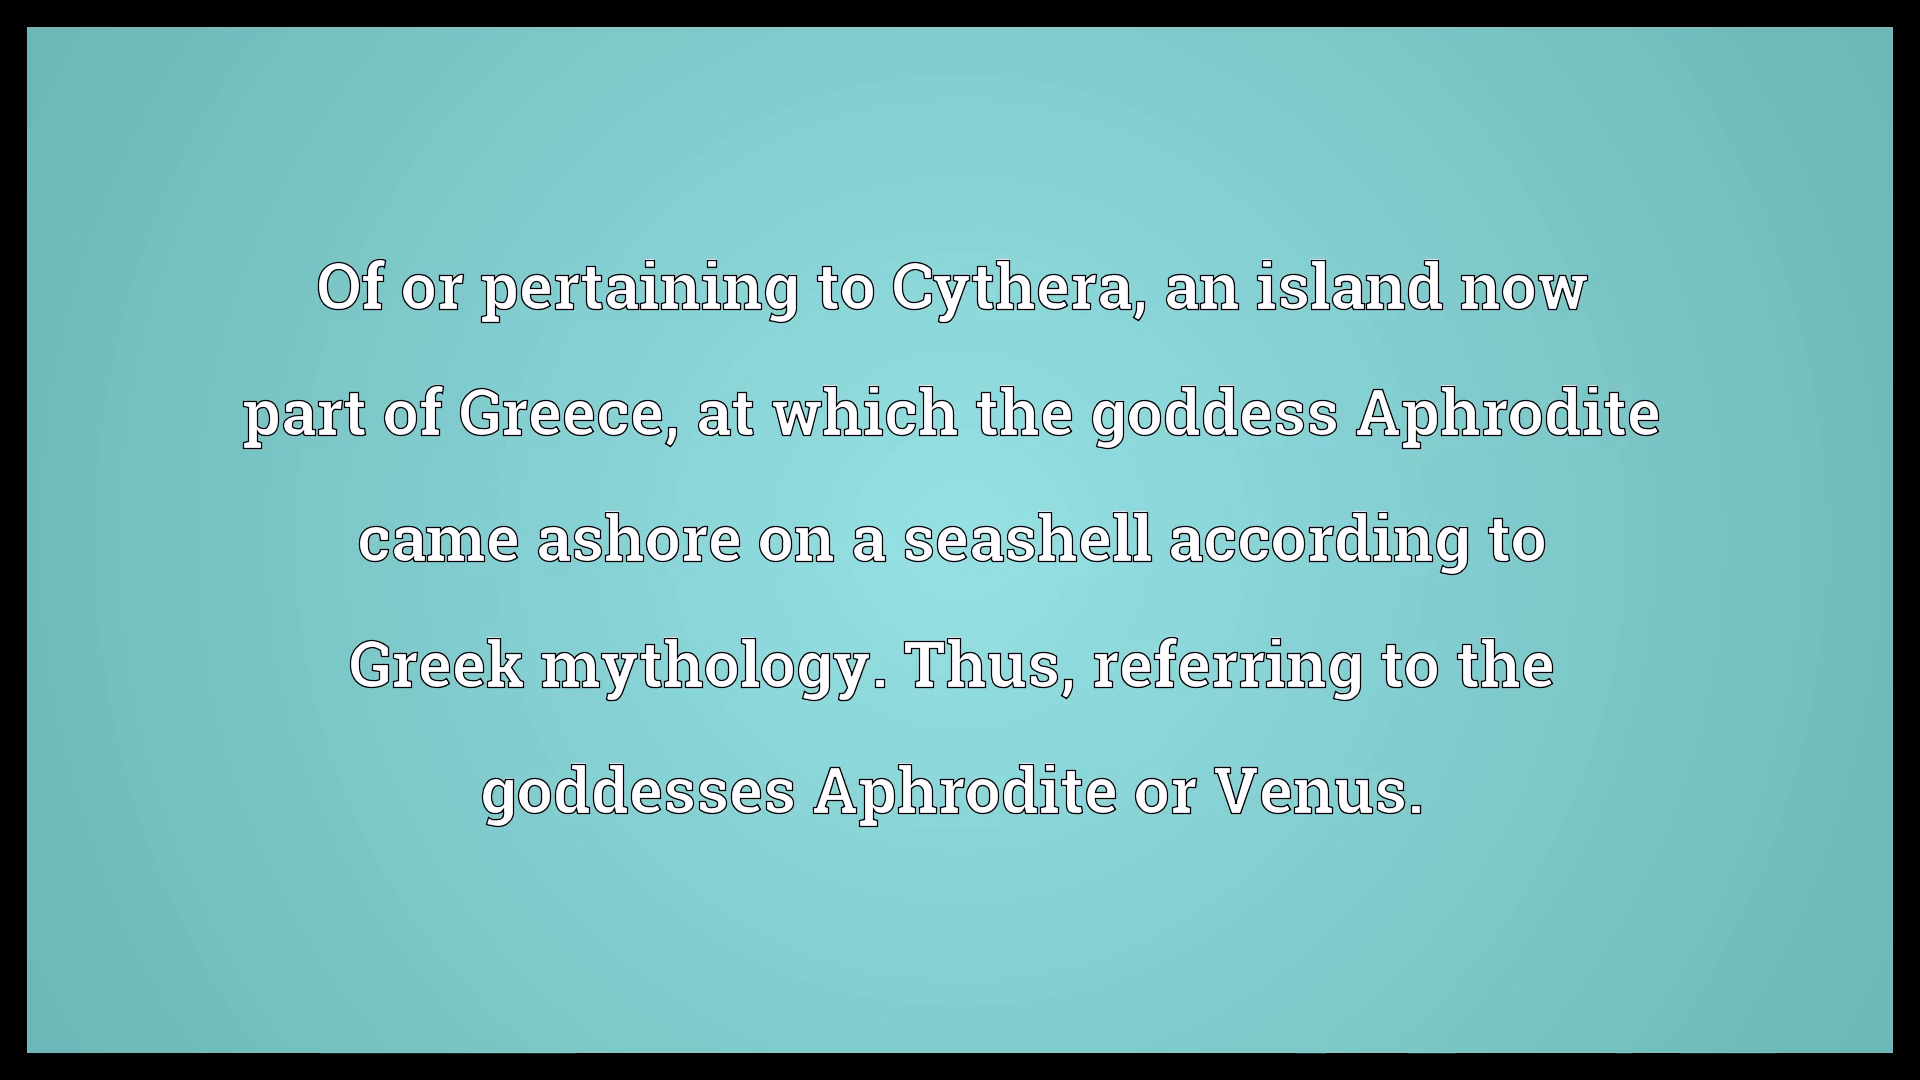 Of or pertaining to Cythera, an island now
part of Greece, at which the goddess Aphrodite
came ashore on a seashell according to
Greek mythology. Thus, referring to the
goddesses Aphrodite or Venus.